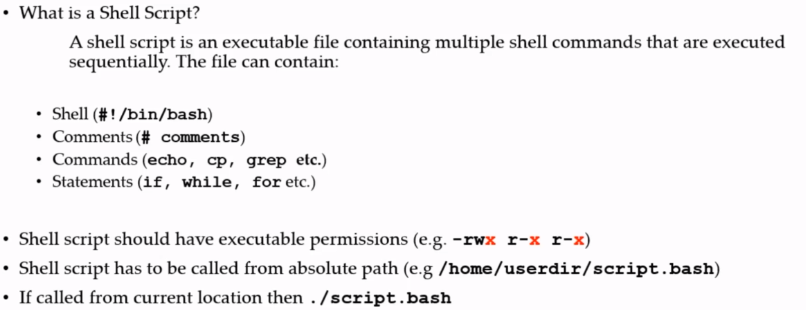 • What is a Shell Script?
A shell script is an executable file containing multiple shell commands that are executed
sequentially. The file can contain:
• Shell (#!/bin/bash)
• Comments (# comments)
• Commands (echo, cp, grep etc.)
• Statements (if, while, for etc.)
• Shell script should have executable permissions (e.g. -rwx r-x r-x)
• Shell script has to be called from absolute path (e.g /home/userdir/script.bash)
• If called from current location then ./script.bash